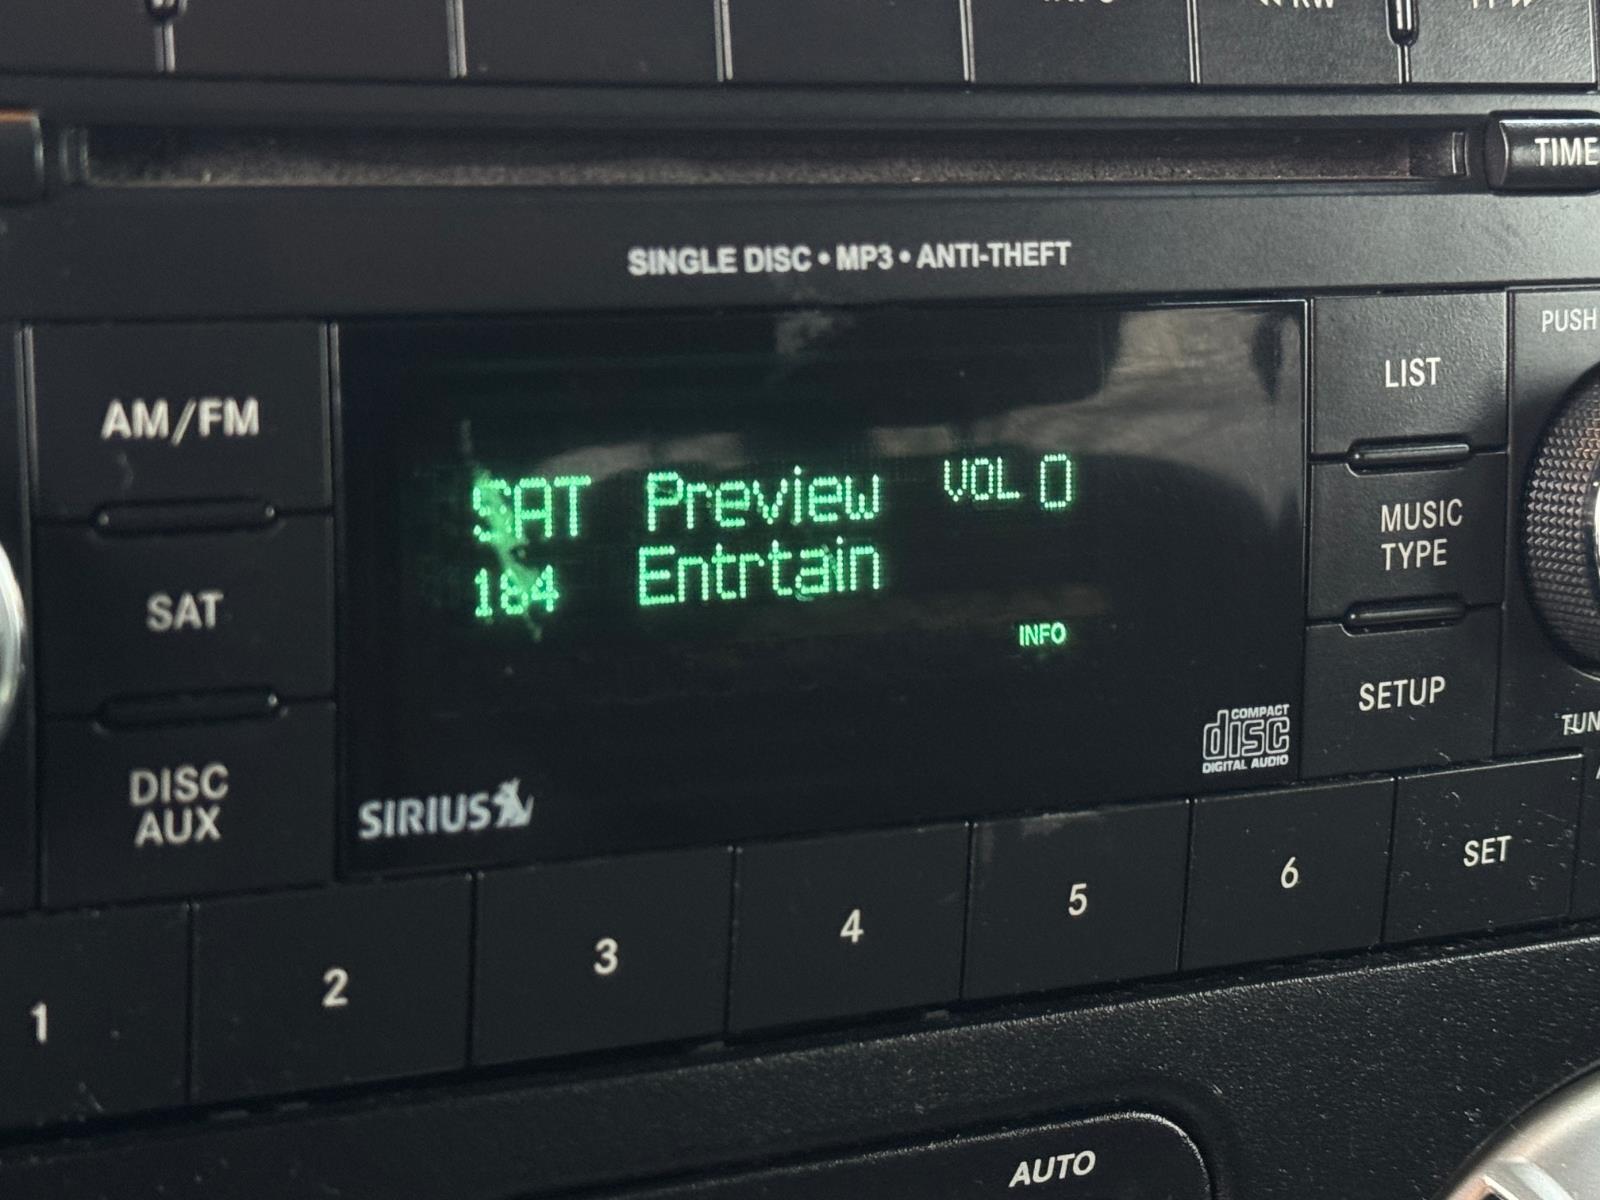 TIME
SINGLE DISC • MP3 • ANTI-THEFT
PUSH
AM/FM
LIST
SAT Preview VOL 0
184 Entrtain
MUSIC
TYPE
SAT
INFO
SETUP
COMPACT
disc
DIGITAL AUDIO
DISC
AUX
SIRIUS
1
2
3
4
5
6
SET
AUTO